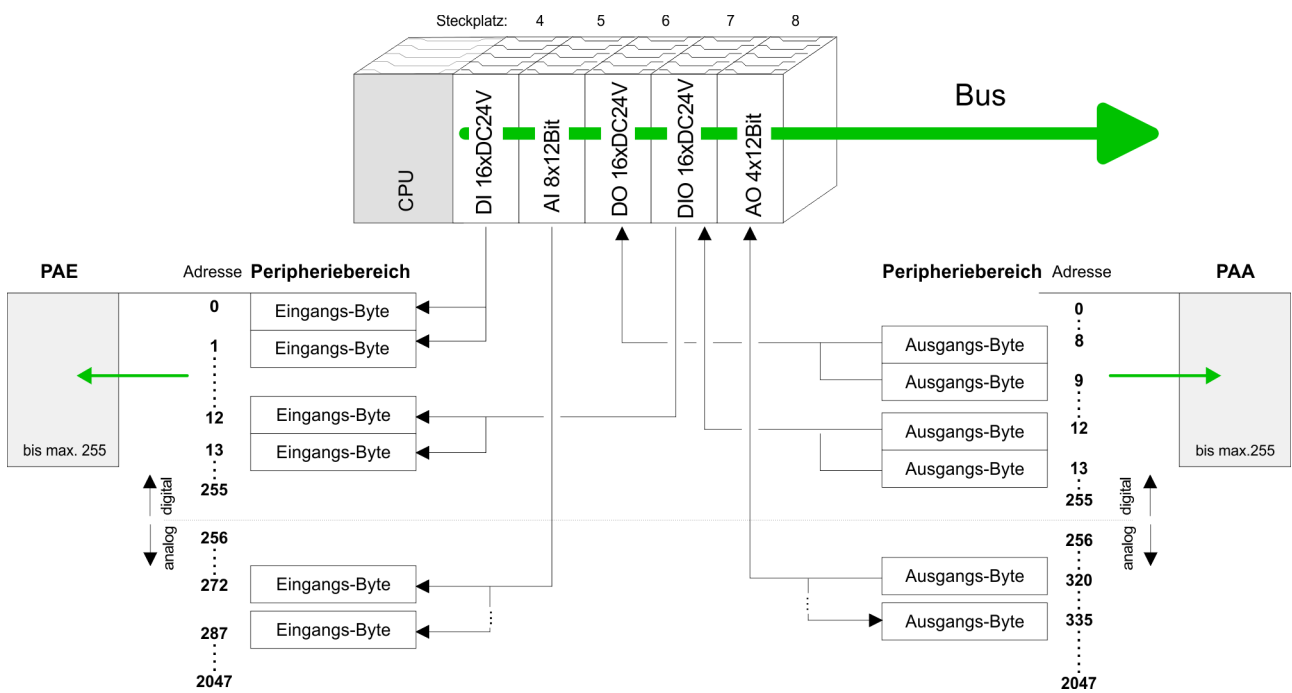 Steckplatz: 4 5 6 7 8
Bus
CPU
DI 16xDC24V
AI 8x12Bit
DO 16xDC24V
DIO 16xDC24V
AO 4x12Bit
PAE
Adresse
Peripheriebereich
0
Eingangs-Byte
1
Eingangs-Byte
12
Eingangs-Byte
13
Eingangs-Byte
255
bis max. 255
digital
analog
256
272
Eingangs-Byte
287
Eingangs-Byte
2047
Peripheriebereich
Adresse
PAA
0
Ausgangs-Byte
8
Ausgangs-Byte
9
Ausgangs-Byte
12
Ausgangs-Byte
13
255
bis max.255
digital
analog
256
Ausgangs-Byte
320
Ausgangs-Byte
335
2047